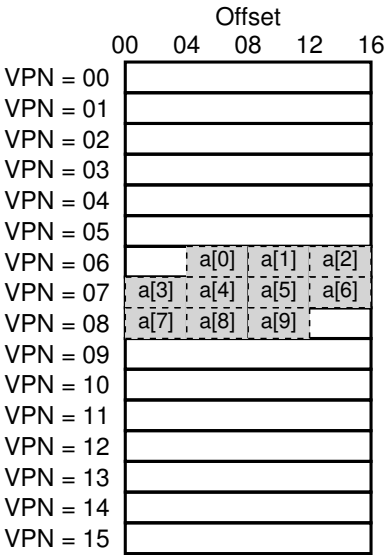 Offset
00 04 08 12 16
VPN = 00
VPN = 01
VPN = 02
VPN = 03
VPN = 04
VPN = 05
VPN = 06 a[0] a[1] a[2]
VPN = 07 a[3] a[4] a[5] a[6]
VPN = 08 a[7] a[8] a[9]
VPN = 09
VPN = 10
VPN = 11
VPN = 12
VPN = 13
VPN = 14
VPN = 15